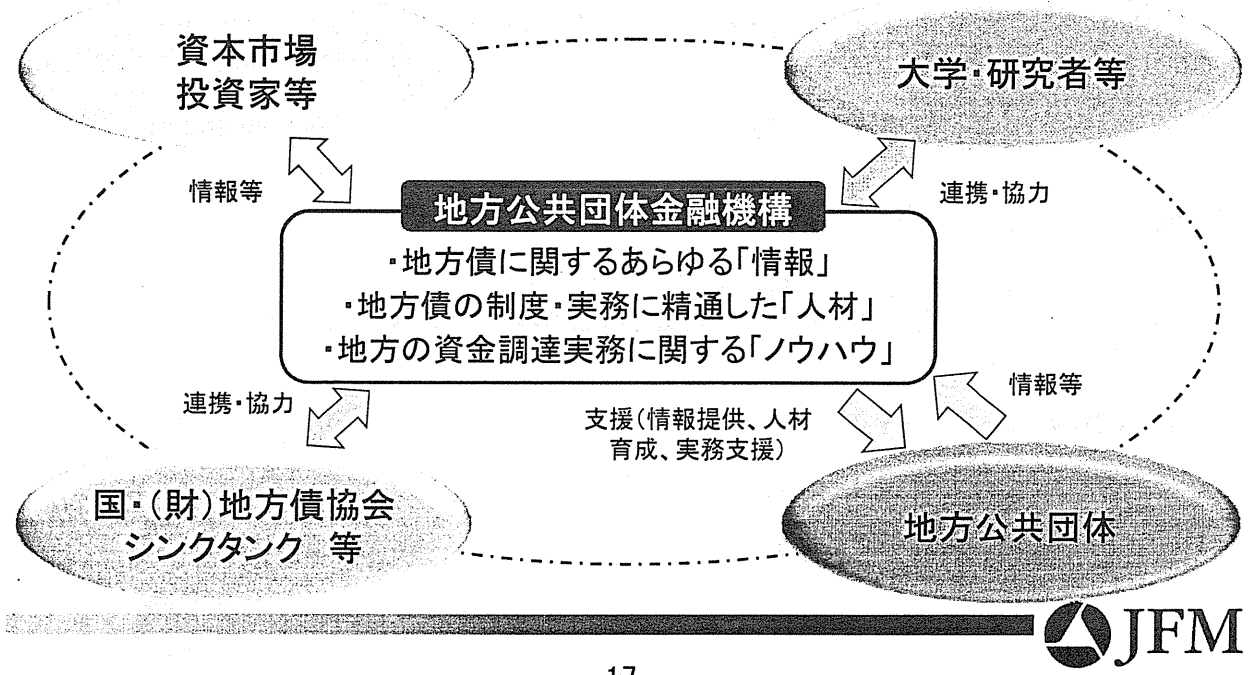 資本市場
投資家等
大学・研究者等
情報等
連携・協力
地方公共団体金融機構
・地方債に関するあらゆる「情報」
・地方債の制度・実務に精通した「人材」
・地方の資金調達実務に関する「ノウハウ」
連携・協力
支援(情報提供、人材
育成、実務支援)
情報等
国・(財)地方債協会
シンクタンク 等
地方公共団体
JFM
17